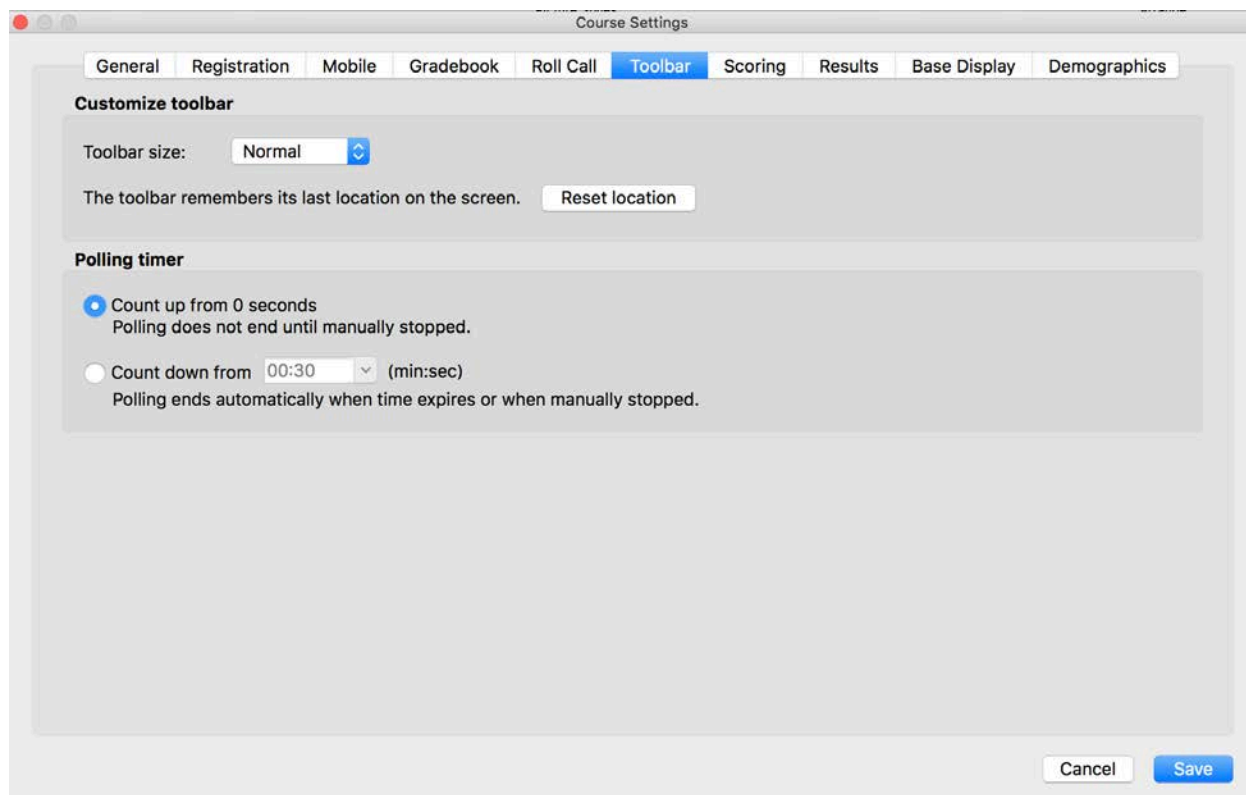 Course Settings
General Registration Mobile Gradebook Roll Call Toolbar Scoring Results Base Display Demographics
Customize toolbar
Toolbar size: Normal
The toolbar remembers its last location on the screen. Reset location
Polling timer
Count up from 0 seconds
Polling does not end until manually stopped.
Count down from 00:30 (min:sec)
Polling ends automatically when time expires or when manually stopped.
Cancel Save